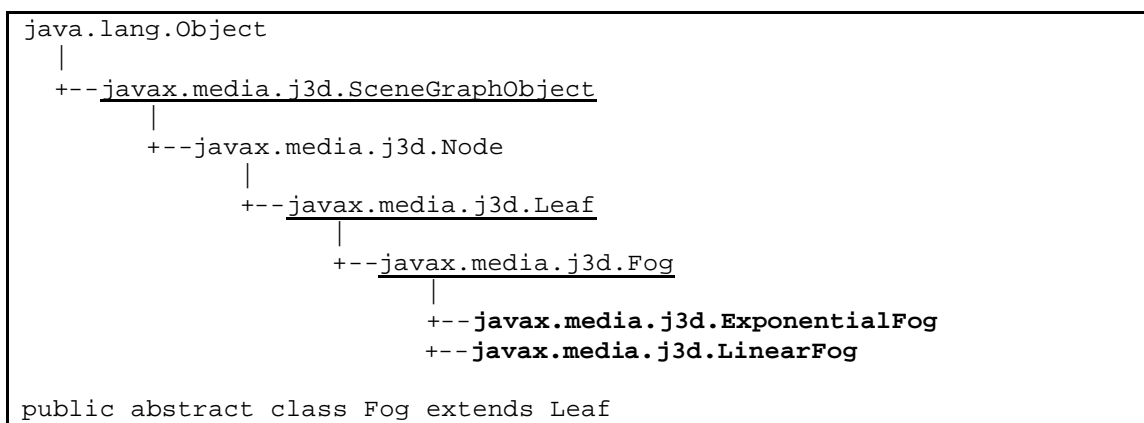 java.lang.Object
|
+--javax.media.j3d.SceneGraphObject
|
+--javax.media.j3d.Node
|
+--javax.media.j3d.Leaf
|
+--javax.media.j3d.Fog
|
+--javax.media.j3d.ExponentialFog
+--javax.media.j3d.LinearFog
public abstract class Fog extends Leaf